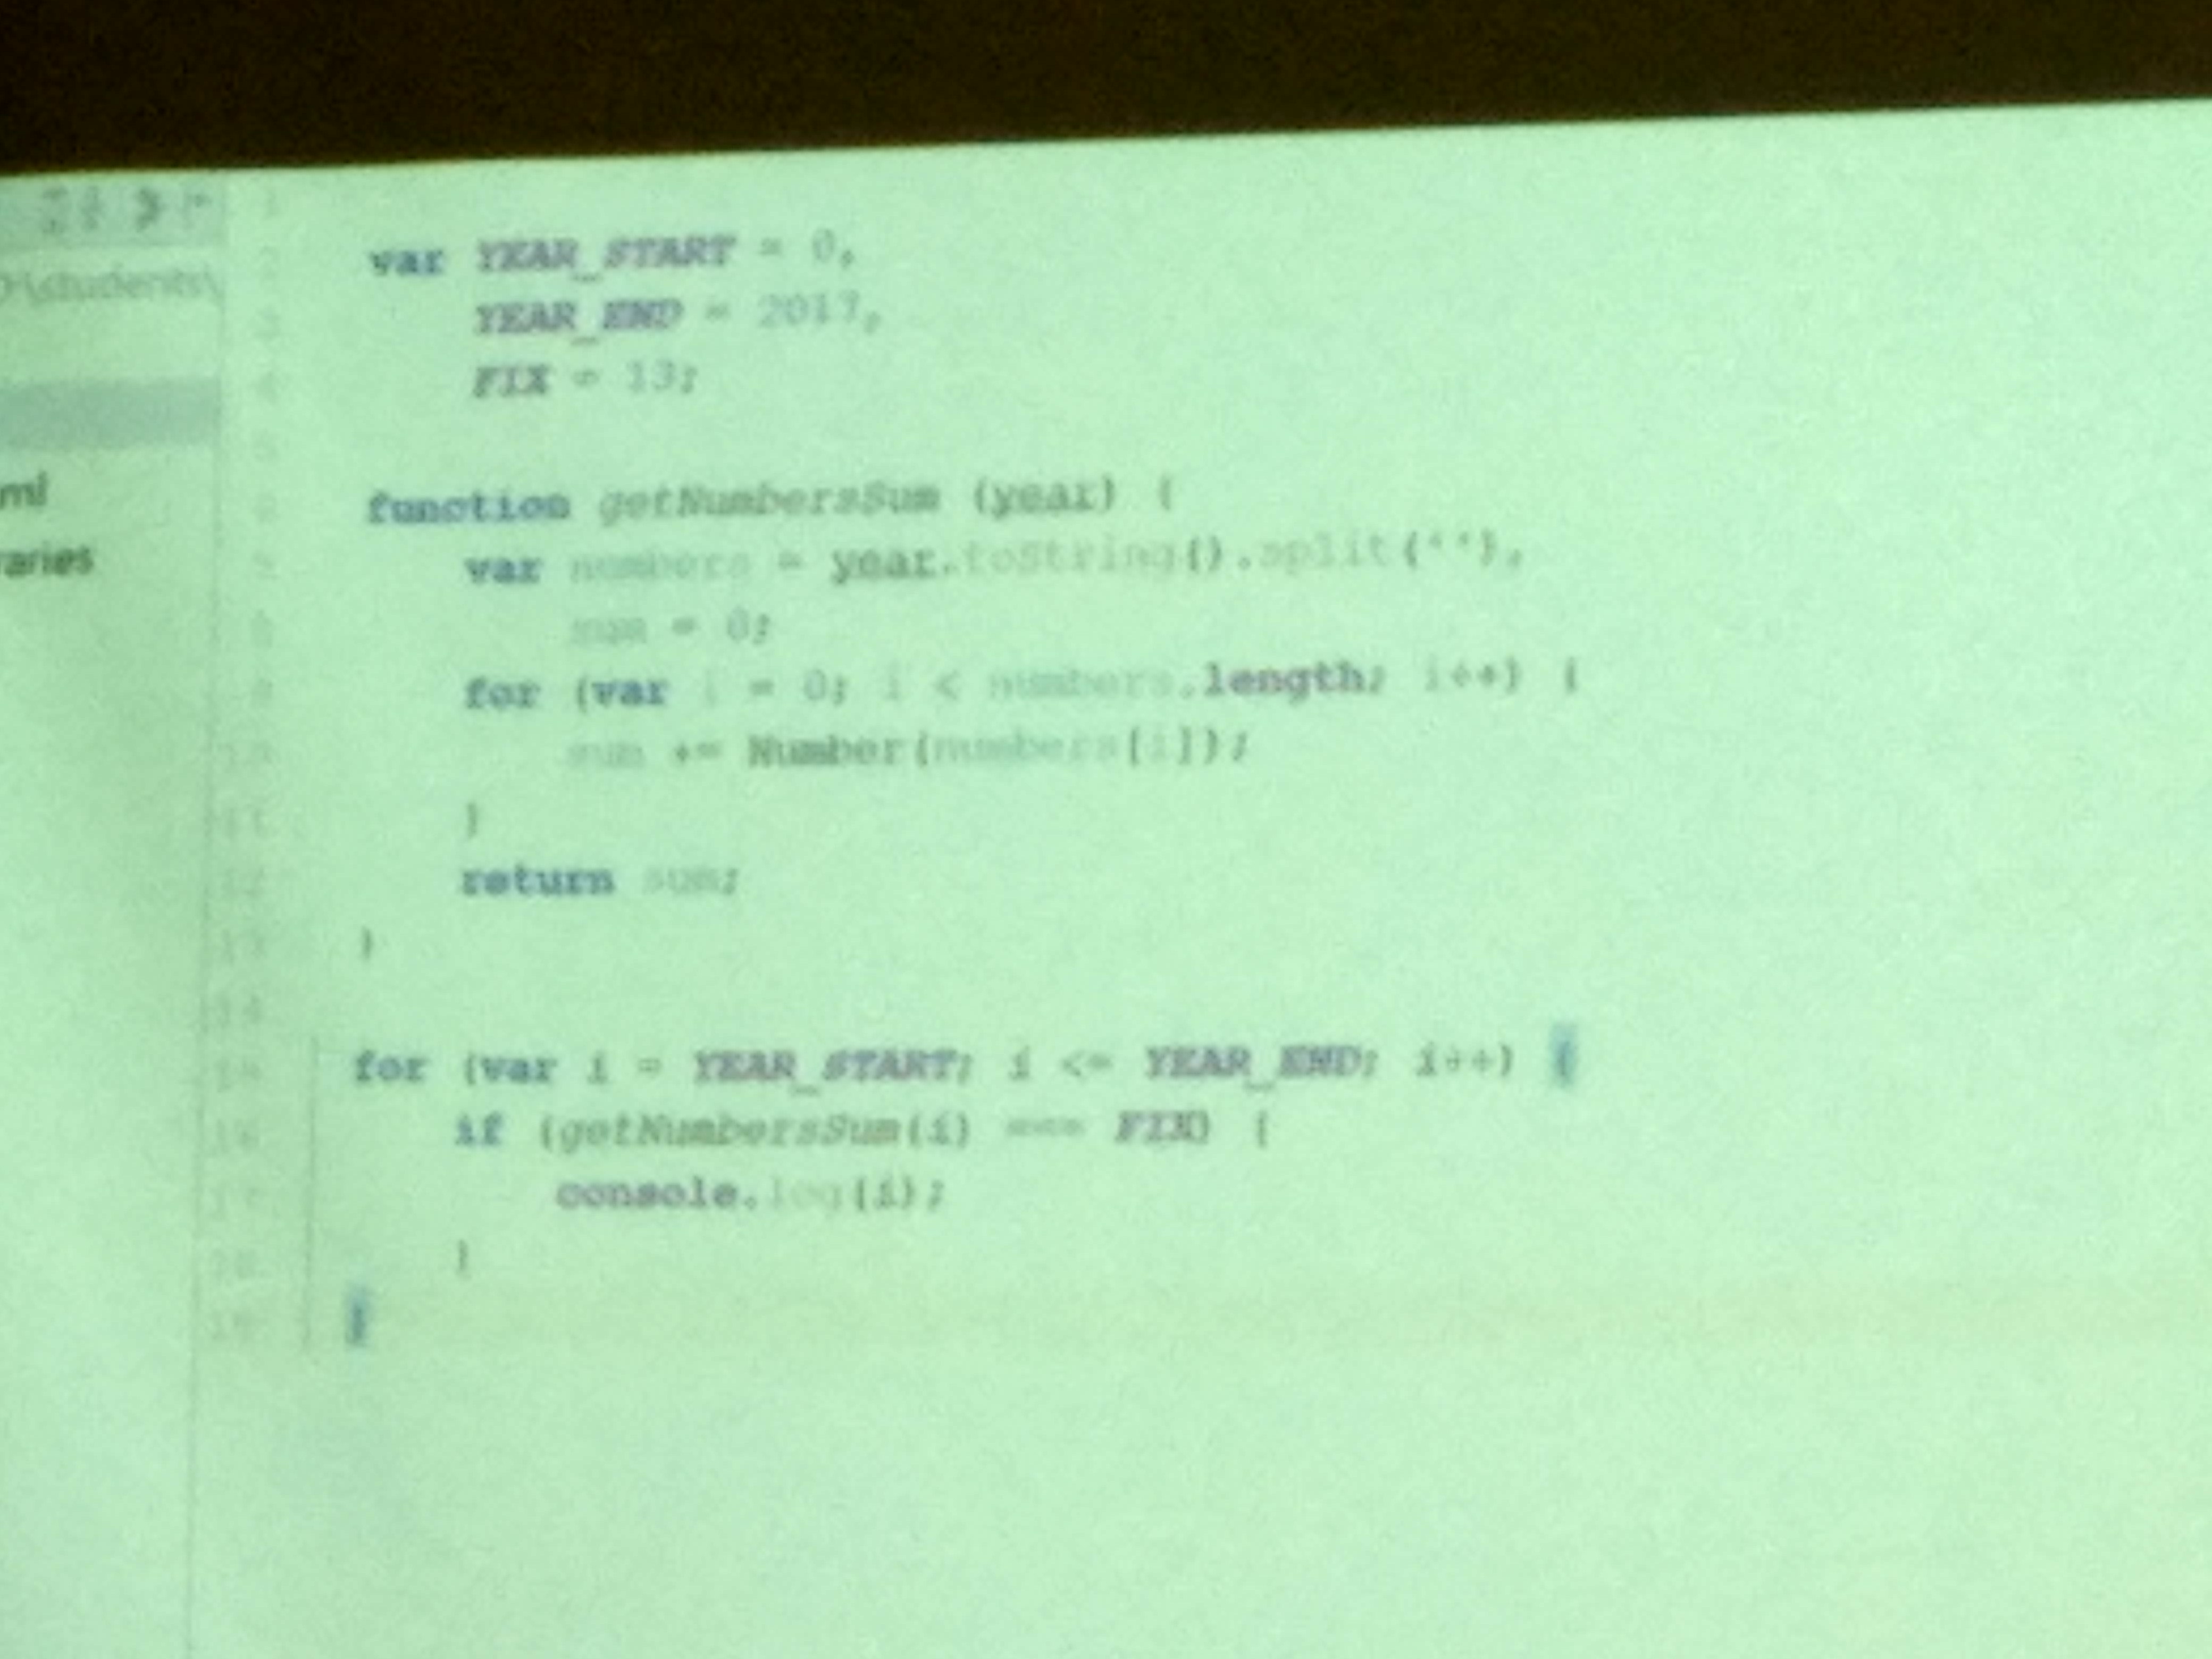 D:\students\
ml
raries
var YEAR_START = 0,
YEAR_END = 2017,
FIX = 13;
function getNumbersSum (year) {
var numbers = year.toString().split(''),
sum = 0;
for (var i = 0; i < numbers.length; i++) {
sum += Number(numbers[i]);
}
return sum;
}
for (var i = YEAR_START; i <= YEAR_END; i++) {
if (getNumbersSum(i) === FIX) {
console.log(i);
}
}